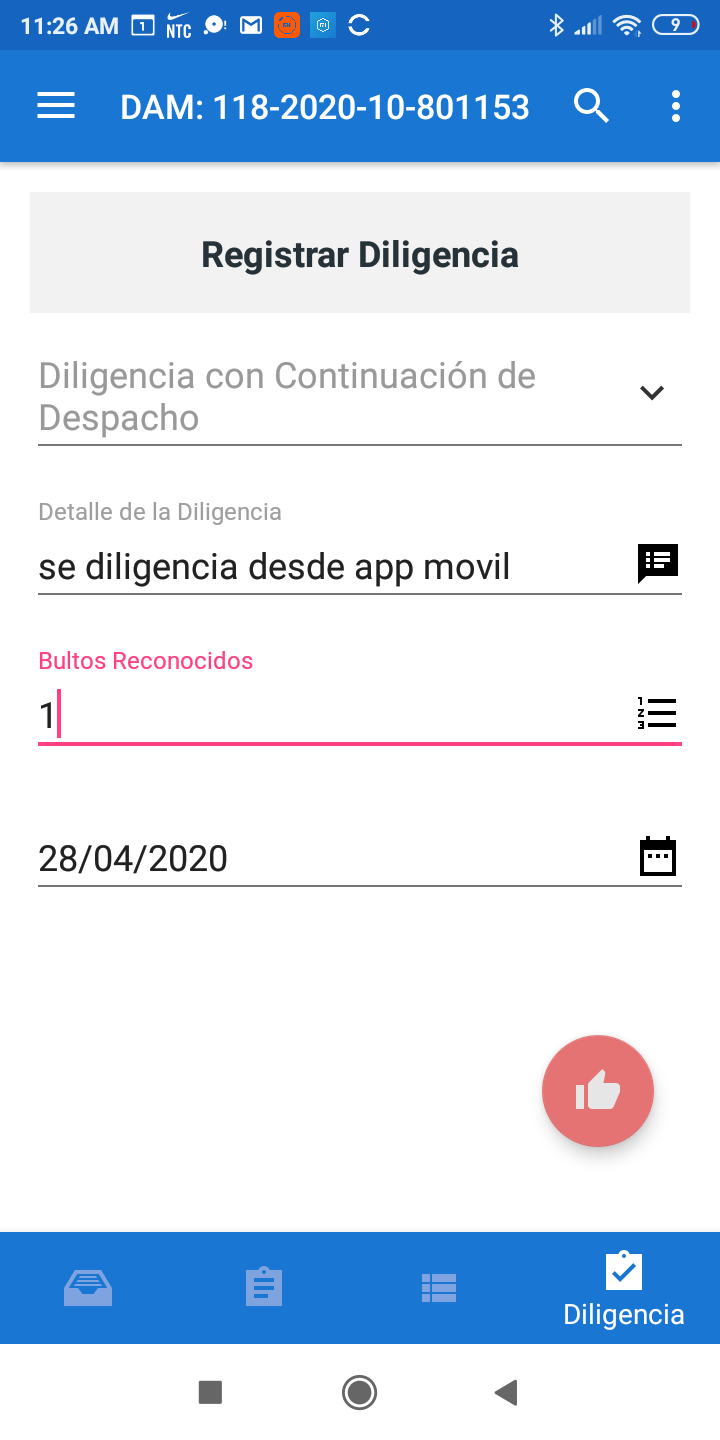 11:26 AM 1 NTC 9
DAM: 118-2020-10-801153
Registrar Diligencia
Diligencia con Continuación de
Despacho
Detalle de la Diligencia
se diligencia desde app movil
Bultos Reconocidos
1
28/04/2020
Diligencia